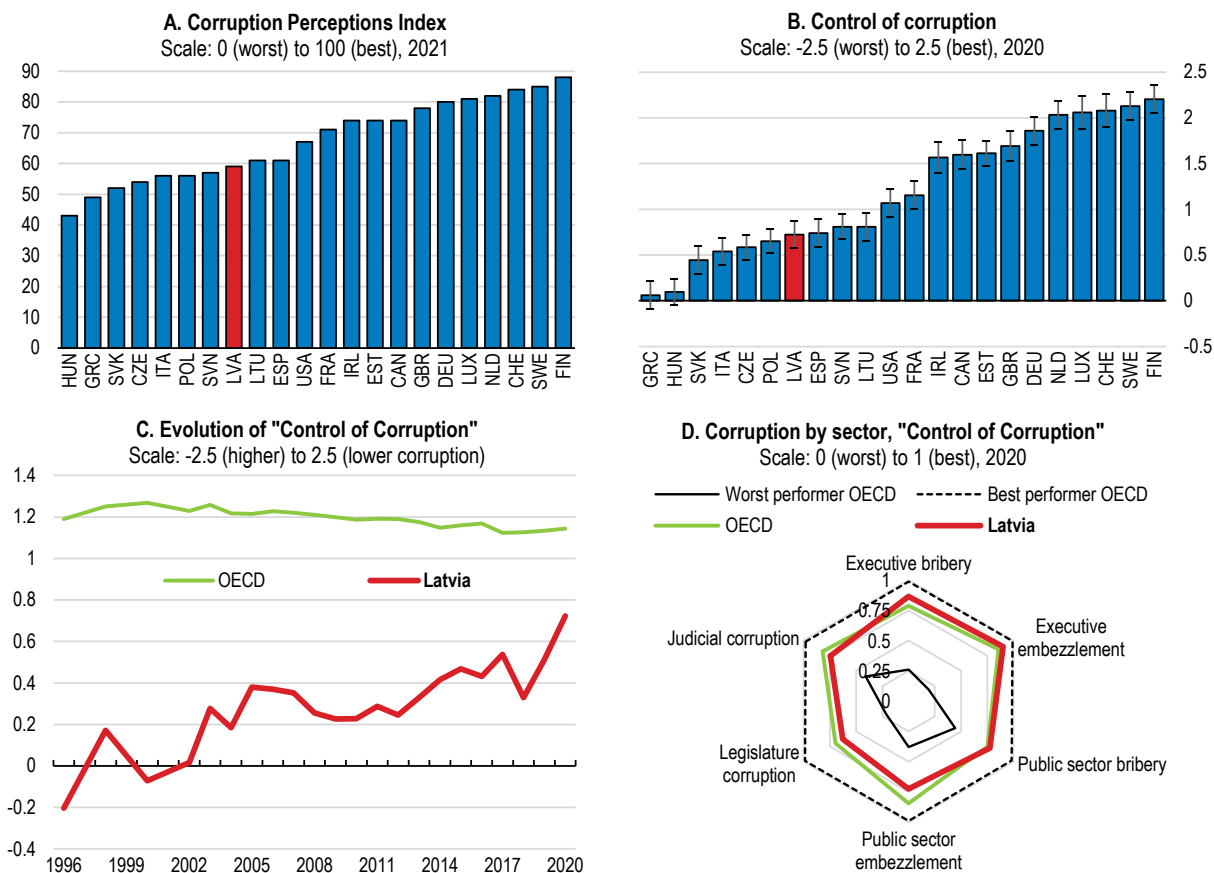 A. Corruption Perceptions Index
Scale: 0 (worst) to 100 (best), 2021
90
80
70
60
50
40
30
20
10
0
HUN
GRC
SVK
CZE
ITA
POL
SVN
LVA
LTU
ESP
USA
FRA
IRL
EST
CAN
GBR
DEU
LUX
NLD
CHE
SWE
FIN
B. Control of corruption
Scale: -2.5 (worst) to 2.5 (best), 2020
2.5
2
1.5
1
0.5
0
-0.5
GRC
HUN
SVK
ITA
CZE
POL
LVA
ESP
SVN
LTU
USA
FRA
IRL
CAN
EST
GBR
DEU
NLD
LUX
CHE
SWE
FIN
C. Evolution of "Control of Corruption"
Scale: -2.5 (higher) to 2.5 (lower corruption)
1.4
1.2
1
0.8
0.6
0.4
0.2
0
-0.2
-0.4
OECD
Latvia
1996
1999
2002
2005
2008
2011
2014
2017
2020
D. Corruption by sector, "Control of Corruption"
Scale: 0 (worst) to 1 (best), 2020
Worst performer OECD
Best performer OECD
OECD
Latvia
Executive bribery
1
0.75
0.5
0.25
0
Executive
embezzlement
Public sector bribery
Public sector
embezzlement
Legislature
corruption
Judicial corruption